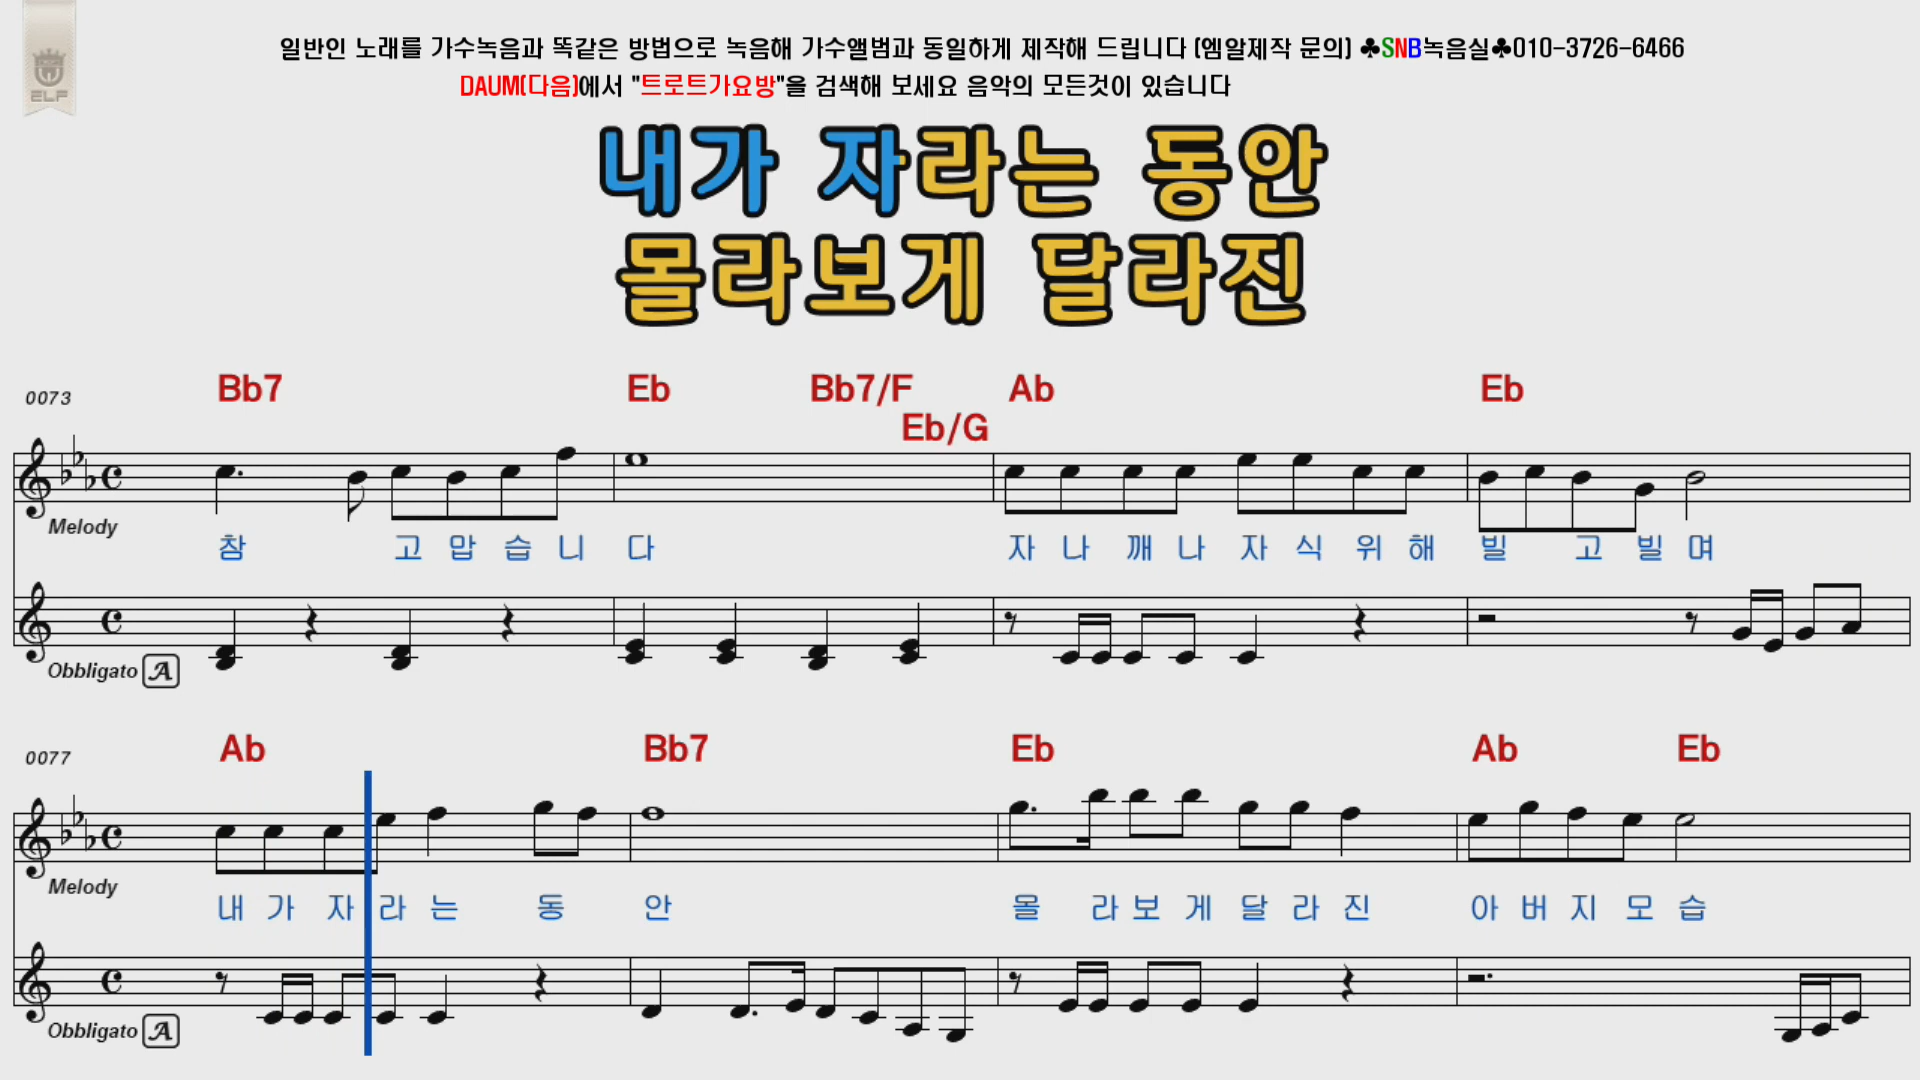 ELF
일반인 노래를 가수녹음과 똑같은 방법으로 녹음해 가수앨범과 동일하게 제작해 드립니다 (엠알제작 문의) ♣SNB녹음실♣010-3726-6466
DAUM(다음)에서 "트로트가요방"을 검색해 보세요 음악의 모든것이 있습니다
내가 자라는 동안
몰라보게 달라진
0073 Bb7 Eb Bb7/F Eb/G Ab Eb
Melody
참 고 맙 습 니 다 자 나 깨 나 자 식 위 해 빌 고 빌 며
Obbligato A
0077 Ab Bb7 Eb Ab Eb
Melody
내 가 자 라 는 동 안 몰 라 보 게 달 라 진 아 버 지 모 습
Obbligato A